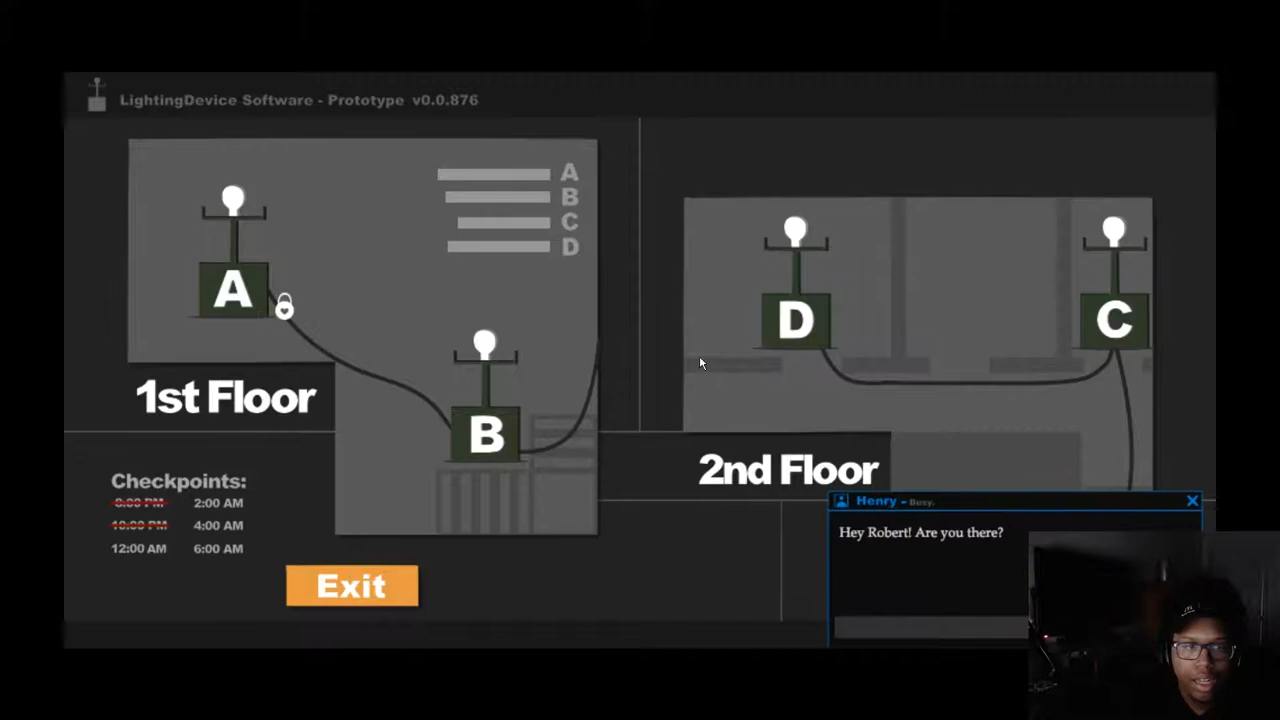 LightingDevice Software - Prototype v0.0.876
A
B
C
D
A
B
1st Floor
D
C
2nd Floor
Checkpoints:
8:00 PM 2:00 AM
10:00 PM 4:00 AM
12:00 AM 6:00 AM
Exit
Henry - Busy.
Hey Robert! Are you there?